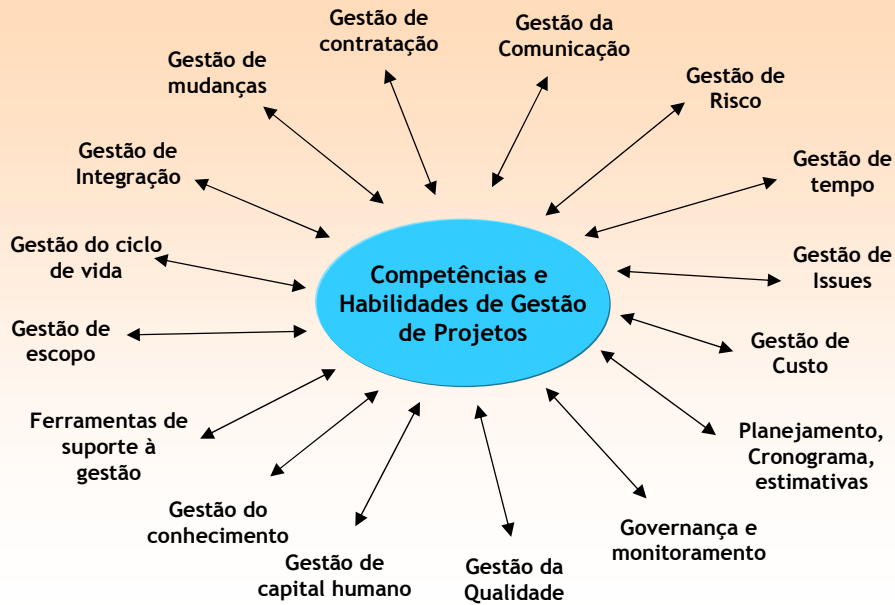 Gestão de
contratação
Gestão da
Comunicação
Gestão de
Risco
Gestão de
tempo
Gestão de
Issues
Gestão de
Custo
Planejamento,
Cronograma,
estimativas
Governança e
monitoramento
Gestão da
Qualidade
Gestão de
capital humano
Gestão do
conhecimento
Ferramentas de
suporte à
gestão
Gestão de
escopo
Gestão do ciclo
de vida
Gestão de
Integração
Gestão de
mudanças
Competências e
Habilidades de Gestão
de Projetos